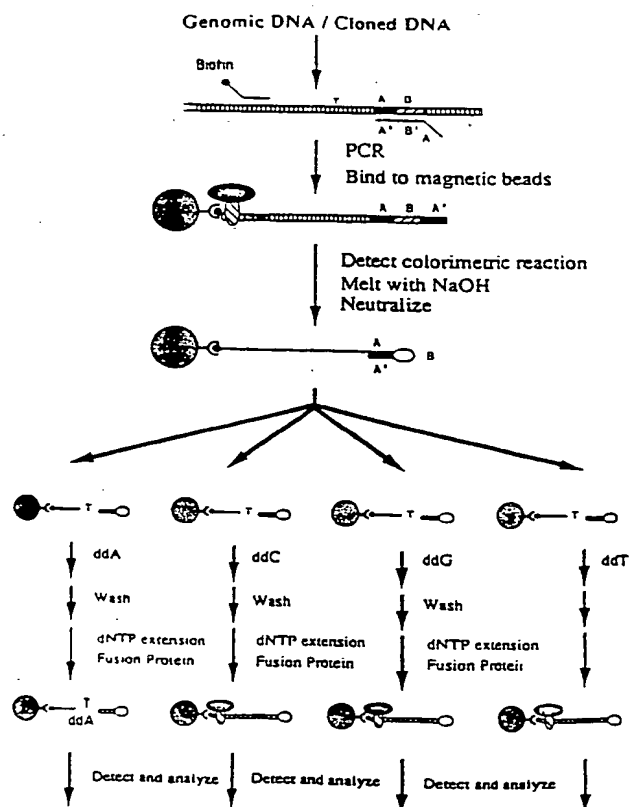 Genomic DNA / Cloned DNA
Biotin
T A B
A' B' A
PCR
Bind to magnetic beads
A B A'
Detect colorimetric reaction
Melt with NaOH
Neutralize
A
A' B
T T T T
ddA ddC ddG ddT
Wash Wash Wash
dNTP extension dNTP extension dNTP extension
Fusion Protein Fusion Protein Fusion Protein
T
ddA
Detect and analyze Detect and analyze Detect and analyze